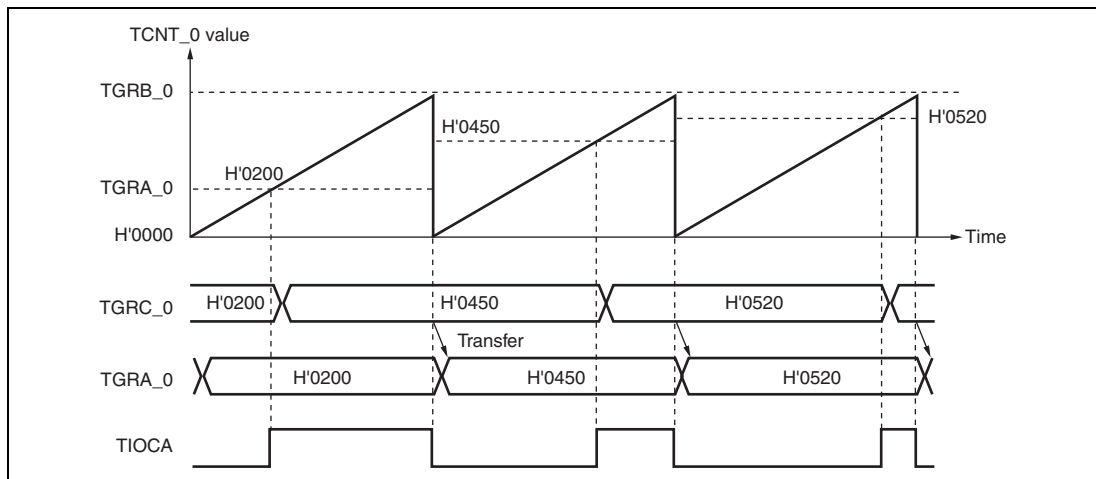 TCNT_0 value
TGRB_0
H'0520
H'0450
H'0200
TGRA_0
H'0000
Time
H'0200
H'0450
H'0520
TGRC_0
Transfer
H'0200
H'0450
H'0520
TGRA_0
TIOCA